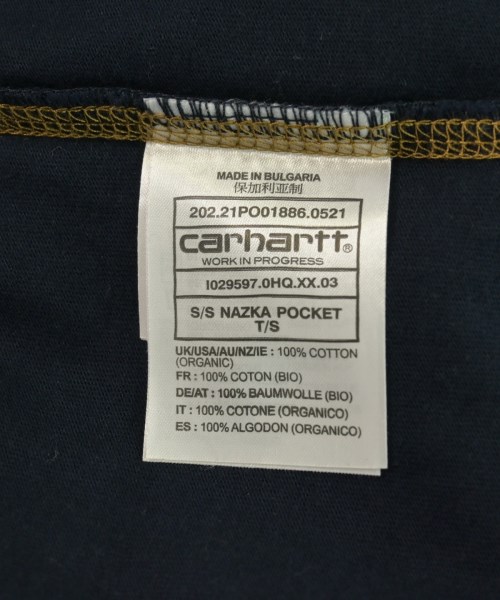 MADE IN BULGARIA
保加利亚制
202.21PO01886.0521
carhartt®
WORK IN PROGRESS
I029597.0HQ.XX.03
S/S NAZKA POCKET
T/S
UK/USA/AU/NZ/IE : 100% COTTON
(ORGANIC)
FR : 100% COTON (BIO)
DE/AT : 100% BAUMWOLLE (BIO)
IT : 100% COTONE (ORGANICO)
ES : 100% ALGODON (ORGANICO)